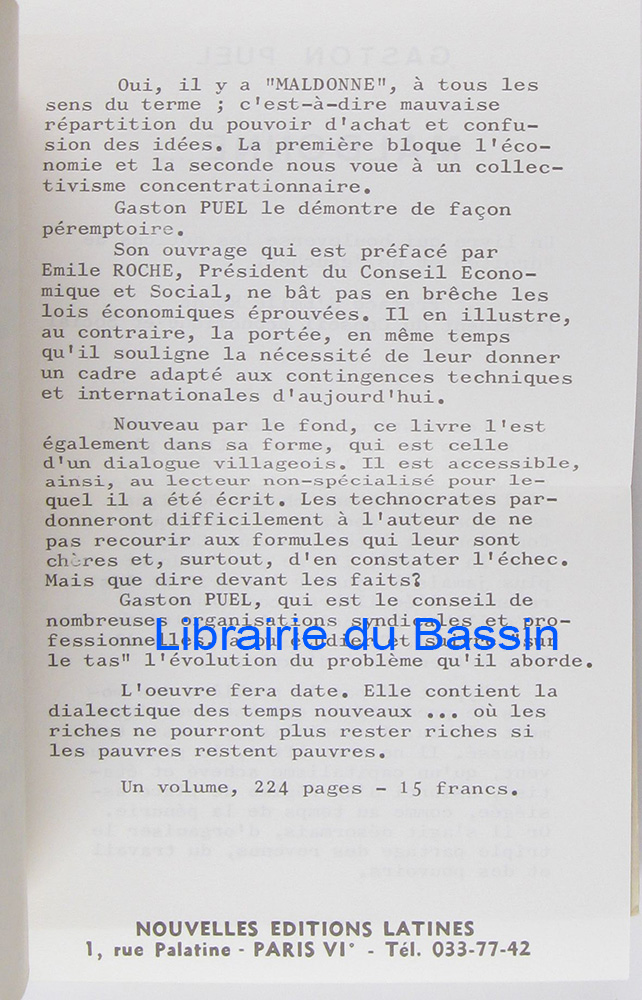 Oui, il y a "MALDONNE", à tous les
sens du terme ; c'est-à-dire mauvaise
répartition du pouvoir d'achat et confu-
sion des idées. La première bloque l'éco-
nomie et la seconde nous voue à un collec-
tivisme concentrationnaire.
Gaston PUEL le démontre de façon
péremptoire.
Son ouvrage qui est préfacé par
Emile ROCHE, Président du Conseil Econo-
mique et Social, ne bât pas en brêche les
lois économiques éprouvées. Il en illustre,
au contraire, la portée, en même temps
qu'il souligne la nécessité de leur donner
un cadre adapté aux contingences techniques
et internationales d'aujourd'hui.
Nouveau par le fond, ce livre l'est
également dans sa forme, qui est celle
d'un dialogue villageois. Il est accessible,
ainsi, au lecteur non-spécialisé pour le-
quel il a été écrit. Les technocrates par-
donneront difficilement à l'auteur de ne
pas recourir aux formules qui leur sont
chères et, surtout, d'en constater l'échec.
Mais que dire devant les faits?
Gaston PUEL, qui est le conseil de
nombreuses organisations syndicales et pro-
fessionnelles, a pu étudier et suivre "sur
Librairie du Bassin
le tas" l'évolution du problème qu'il aborde.
L'oeuvre fera date. Elle contient la
dialectique des temps nouveaux ... où les
riches ne pourront plus rester riches si
les pauvres restent pauvres.
Un volume, 224 pages - 15 francs.
NOUVELLES EDITIONS LATINES
1, rue Palatine - PARIS VI° - Tél. 033-77-42